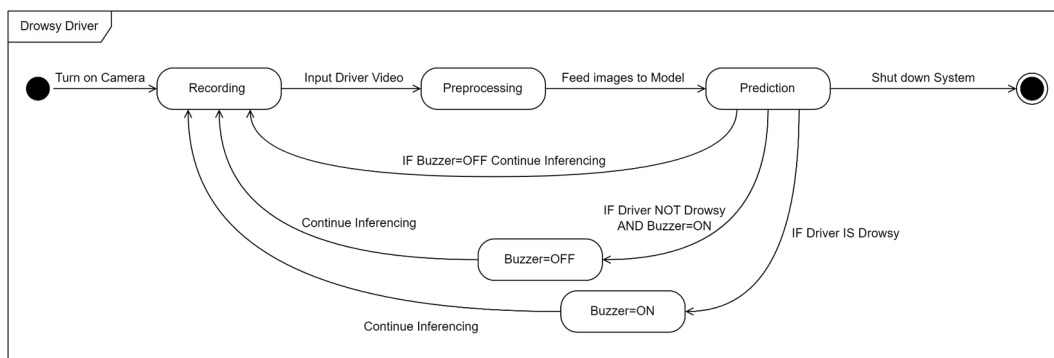 Drowsy Driver
Turn on Camera
Recording
Input Driver Video
Preprocessing
Feed images to Model
Prediction
Shut down System
IF Buzzer=OFF Continue Inferencing
IF Driver NOT Drowsy
AND Buzzer=ON
Continue Inferencing
IF Driver IS Drowsy
Buzzer=OFF
Buzzer=ON
Continue Inferencing